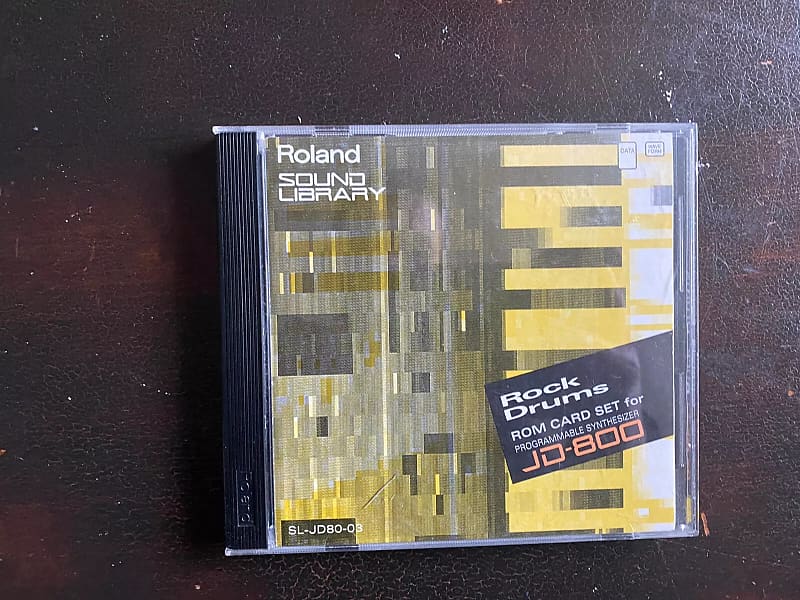 Roland
SOUND
LIBRARY
DATA
WAVE
FORM
Rock
Drums
ROM CARD SET for
PROGRAMMABLE SYNTHESIZER
JD-800
SL-JD80-03
Roland